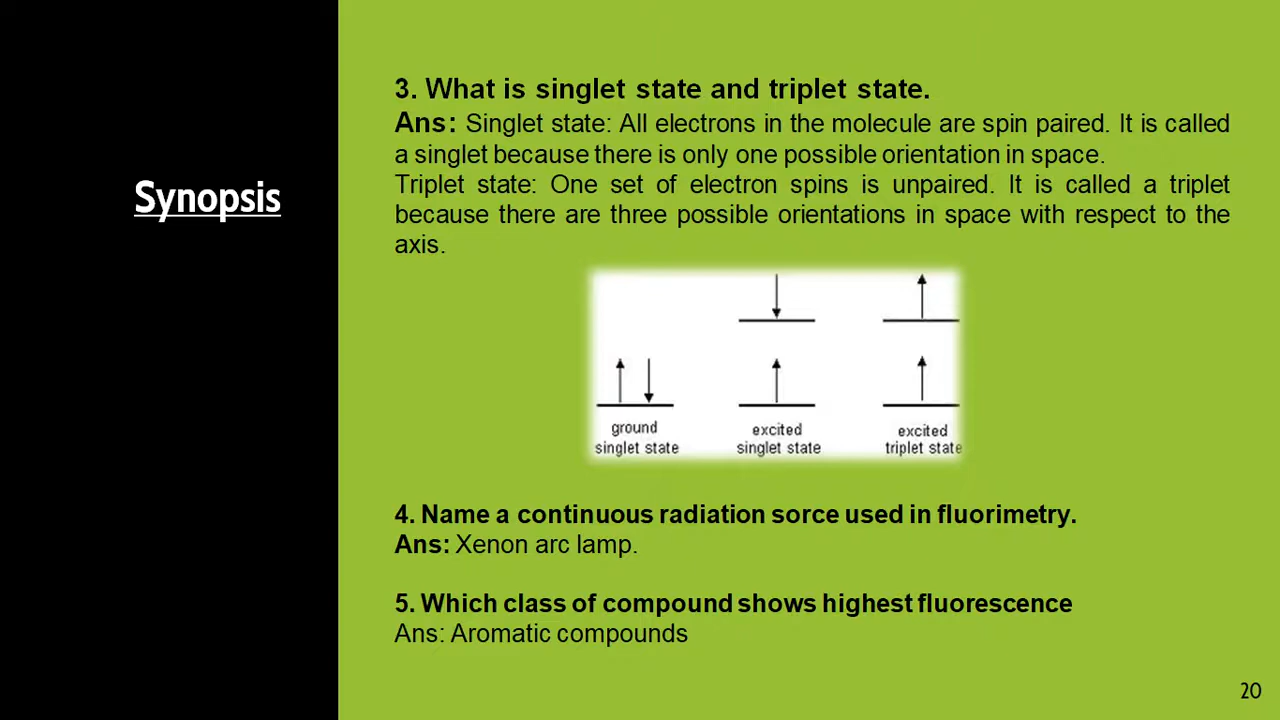 Synopsis
3. What is singlet state and triplet state.
Ans: Singlet state: All electrons in the molecule are spin paired. It is called
a singlet because there is only one possible orientation in space.
Triplet state: One set of electron spins is unpaired. It is called a triplet
because there are three possible orientations in space with respect to the
axis.
ground
singlet state
excited
singlet state
excited
triplet state
4. Name a continuous radiation sorce used in fluorimetry.
Ans: Xenon arc lamp.
5. Which class of compound shows highest fluorescence
Ans: Aromatic compounds
20